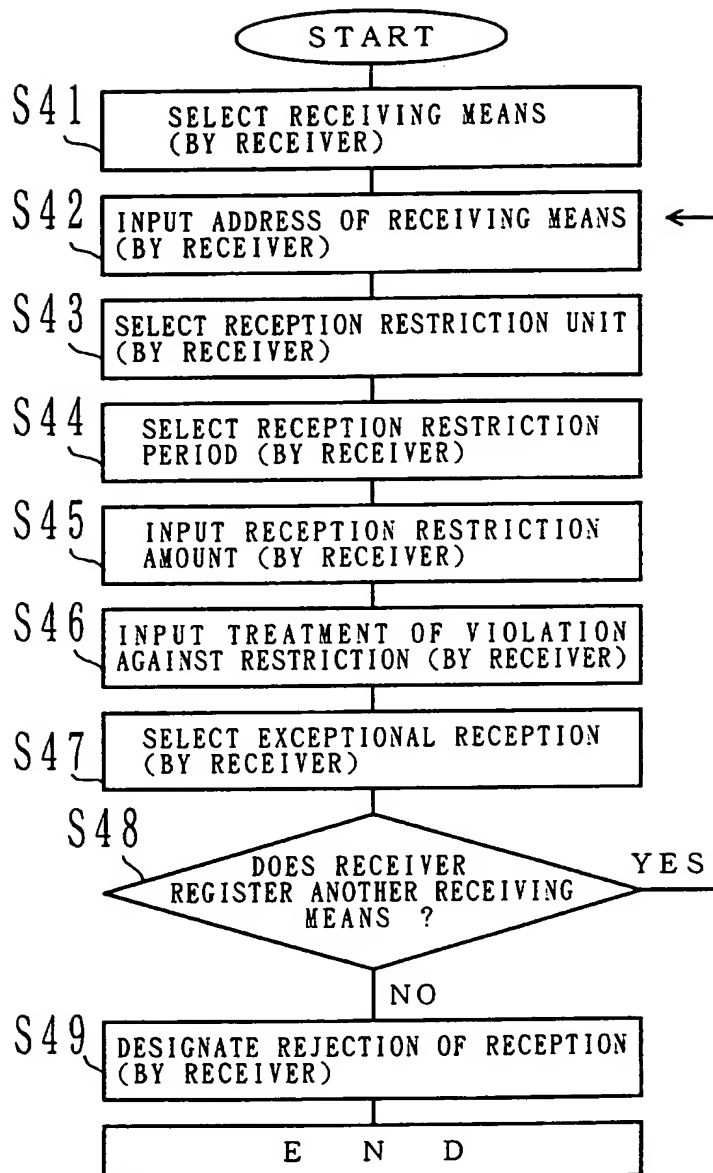 START
S41
SELECT RECEIVING MEANS
(BY RECEIVER)
S42
INPUT ADDRESS OF RECEIVING MEANS
(BY RECEIVER)
S43
SELECT RECEPTION RESTRICTION UNIT
(BY RECEIVER)
S44
SELECT RECEPTION RESTRICTION
PERIOD (BY RECEIVER)
S45
INPUT RECEPTION RESTRICTION
AMOUNT (BY RECEIVER)
S46
INPUT TREATMENT OF VIOLATION
AGAINST RESTRICTION (BY RECEIVER)
S47
SELECT EXCEPTIONAL RECEPTION
(BY RECEIVER)
S48
DOES RECEIVER
REGISTER ANOTHER RECEIVING
MEANS ?
YES
NO
S49
DESIGNATE REJECTION OF RECEPTION
(BY RECEIVER)
E N D